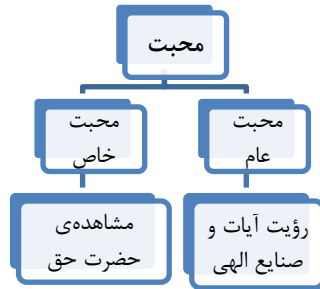 محبت
محبت
عام
محبت
خاص
رؤیت آیات و
صنایع الهی
مشاهده‌ی
حضرت حق